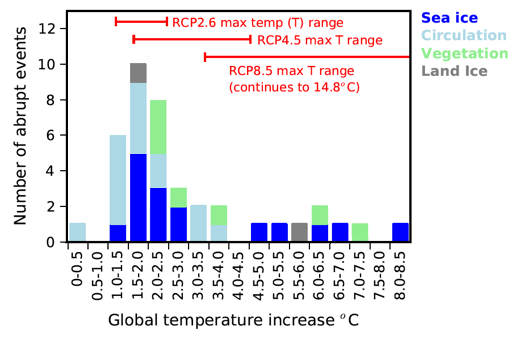 RCP2.6 max temp (T) range
RCP4.5 max T range
RCP8.5 max T range
(continues to 14.8°C)
Sea ice
Circulation
Vegetation
Land Ice
Number of abrupt events
12
10
8
6
4
2
0
0-0.5
0.5-1.0
1.0-1.5
1.5-2.0
2.0-2.5
2.5-3.0
3.0-3.5
3.5-4.0
4.0-4.5
4.5-5.0
5.0-5.5
5.5-6.0
6.0-6.5
6.5-7.0
7.0-7.5
7.5-8.0
8.0-8.5
Global temperature increase °C